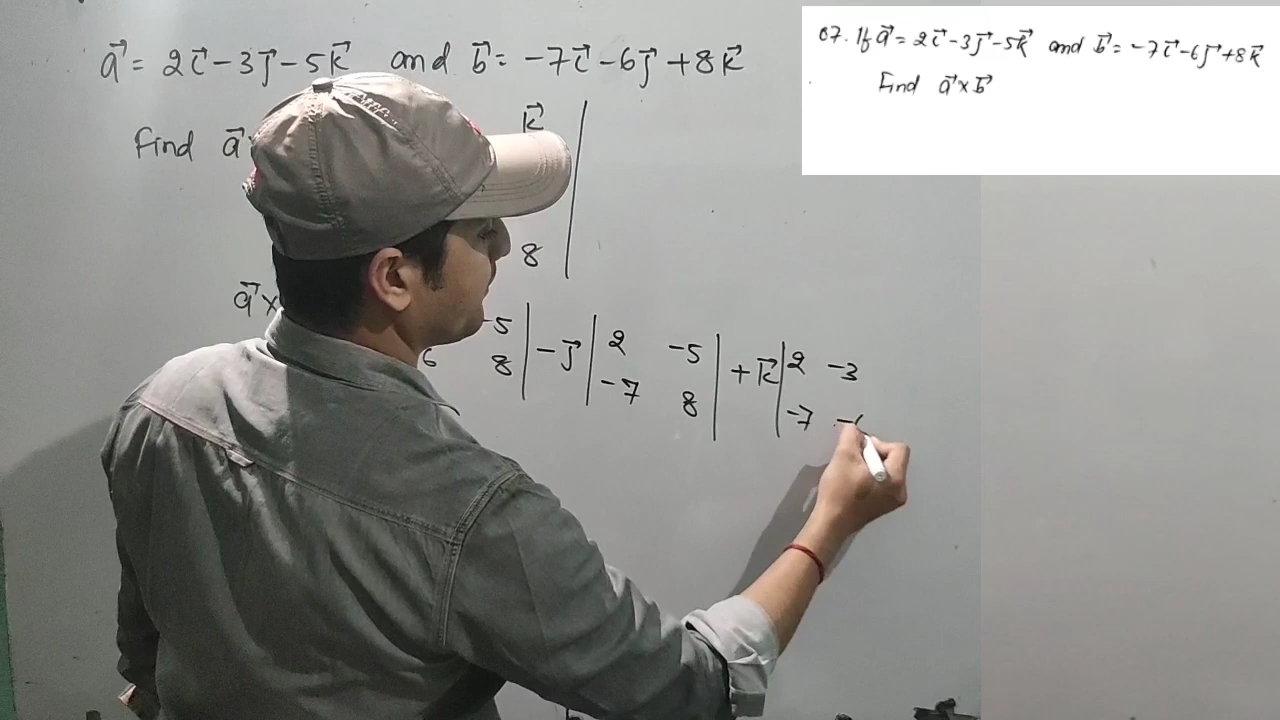 a⃗ = 2i⃗ - 3j⃗ - 5k⃗ and b⃗ = -7i⃗ - 6j⃗ + 8k⃗
Find a⃗
k⃗
8
a⃗ ×
-5 | - j⃗ | 2 -5 | + k⃗ | 2 -3
6 8 | | -7 8 | | -7 -6
07. If a⃗ = 2i⃗ - 3j⃗ - 5k⃗ and b⃗ = -7i⃗ - 6j⃗ + 8k⃗
Find a⃗ × b⃗